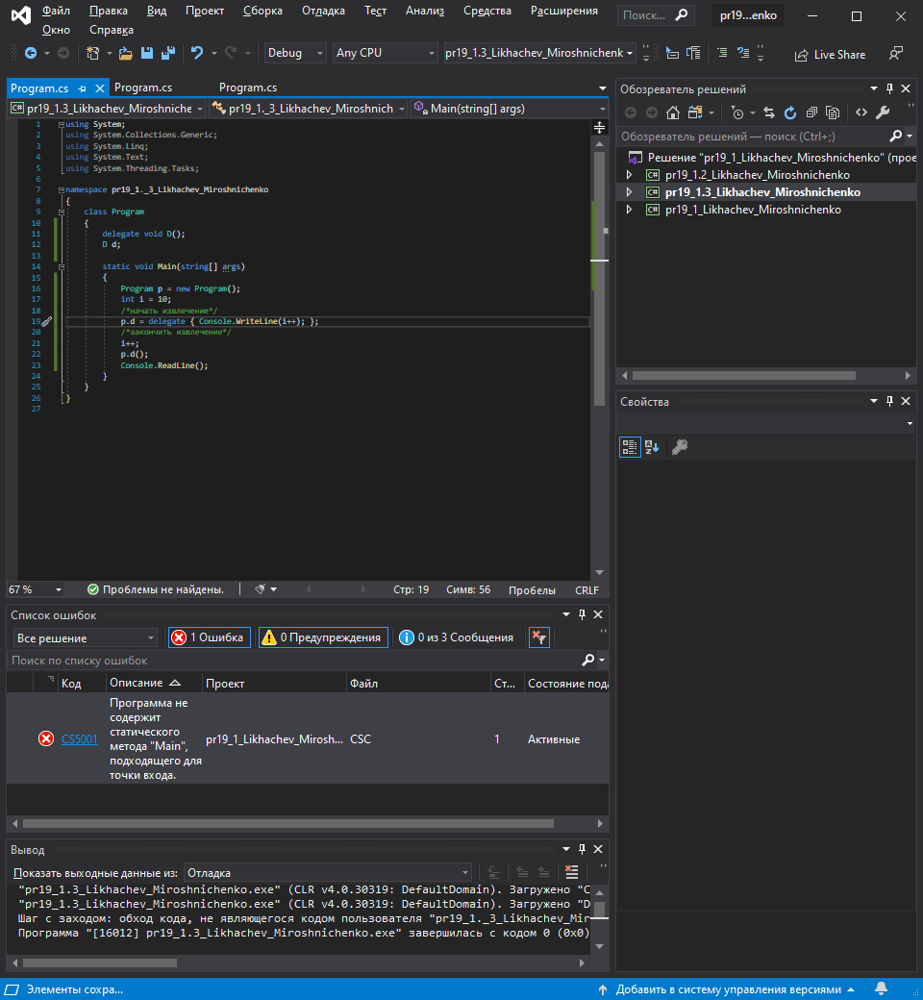 Файл Правка Вид Проект Сборка Отладка Тест Анализ Средства Расширения
Поиск...
pr19...enko
Окно Справка
Debug
Any CPU
pr19_1.3_Likhachev_Miroshnichenk
Live Share
Program.cs
Program.cs
Program.cs
pr19_1.3_Likhachev_Miroshniche
pr19_1._3_Likhachev_Miroshnich
Main(string[] args)
1 using System;
2 using System.Collections.Generic;
3 using System.Linq;
4 using System.Text;
5 using System.Threading.Tasks;
6
7 namespace pr19_1._3_Likhachev_Miroshnichenko
8 {
9 class Program
10 {
11 delegate void D();
12 D d;
13
14 static void Main(string[] args)
15 {
16 Program p = new Program();
17 int i = 10;
18 /*начать извлечение*/
19 p.d = delegate { Console.WriteLine(i++); };
20 /*закончить извлечение*/
21 i++;
22 p.d();
23 Console.ReadLine();
24 }
25 }
26 }
27
67 %
Проблемы не найдены.
Стр: 19
Симв: 56
Пробелы
CRLF
Список ошибок
Все решение
1 Ошибка
0 Предупреждения
0 из 3 Сообщения
Поиск по списку ошибок
Код Описание Проект Файл Ст... Состояние пода
CS5001
Программа не
содержит
статического
метода "Main",
подходящего для
точки входа.
pr19_1_Likhachev_Mirosh...
CSC
1
Активные
Вывод
Показать выходные данные из: Отладка
"pr19_1.3_Likhachev_Miroshnichenko.exe" (CLR v4.0.30319: DefaultDomain). Загружено "C
"pr19_1.3_Likhachev_Miroshnichenko.exe" (CLR v4.0.30319: DefaultDomain). Загружено "D
Шаг с заходом: обход кода, не являющегося кодом пользователя "pr19_1._3_Likhachev_Mir
Программа "[16012] pr19_1.3_Likhachev_Miroshnichenko.exe" завершилась с кодом 0 (0x0)
Обозреватель решений
Обозреватель решений — поиск (Ctrl+;)
Решение "pr19_1_Likhachev_Miroshnichenko" (прое
pr19_1.2_Likhachev_Miroshnichenko
pr19_1.3_Likhachev_Miroshnichenko
pr19_1_Likhachev_Miroshnichenko
Свойства
Элементы сохра...
Добавить в систему управления версиями